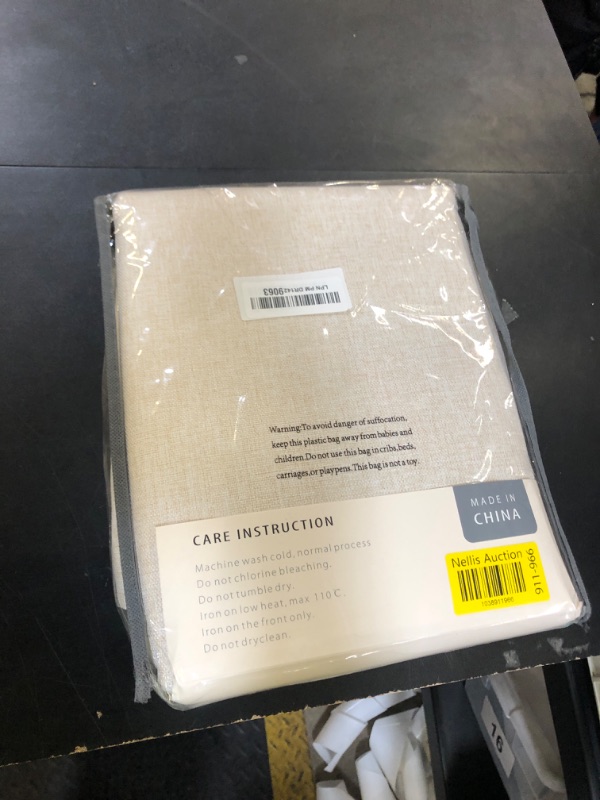 LPN PM DR1429063
Warning:To avoid danger of suffocation,
keep this plastic bag away from babies and
children.Do not use this bag in cribs,beds,
carriages,or playpens.This bag is not a toy.
CARE INSTRUCTION
Machine wash cold, normal process
Do not chlorine bleaching.
Do not tumble dry.
Iron on low heat, max 110℃.
Iron on the front only.
Do not dryclean.
MADE IN
CHINA
Nellis Auction
996-116
16